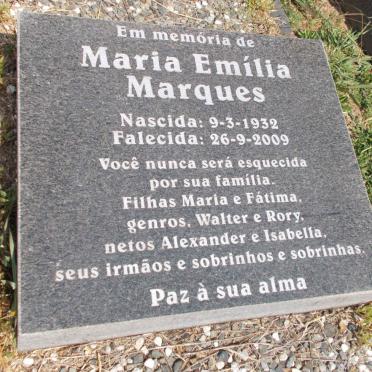 Em memória de
Maria Emília
Marques
Nascida: 9-3-1932
Falecida: 26-9-2009
Você nunca será esquecida
por sua família.
Filhas Maria e Fátima,
genros, Walter e Rory,
netos Alexander e Isabella,
seus irmãos e sobrinhos e sobrinhas.
Paz à sua alma